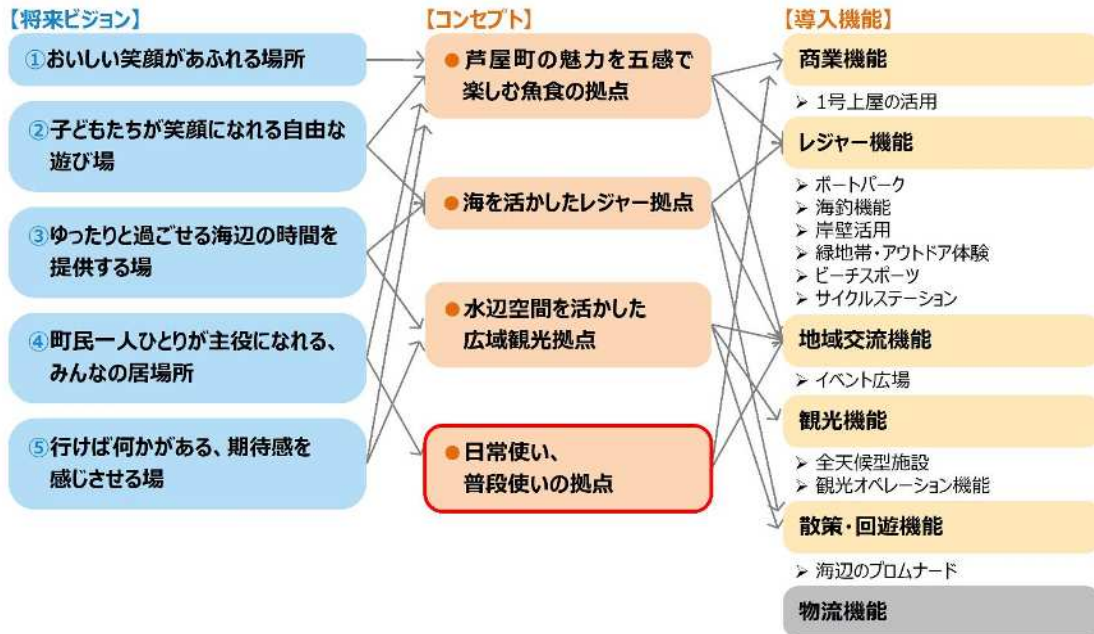 【将来ビジョン】
①おいしい笑顔があふれる場所
②子どもたちが笑顔になれる自由な
遊び場
③ゆったりと過ごせる海辺の時間を
提供する場
④町民一人ひとりが主役になれる、
みんなの居場所
⑤行けば何かがある、期待感を
感じさせる場
【コンセプト】
●芦屋町の魅力を五感で
楽しむ魚食の拠点
●海を活かしたレジャー拠点
●水辺空間を活かした
広域観光拠点
●日常使い、
普段使いの拠点
【導入機能】
商業機能
➢ 1号上屋の活用
レジャー機能
➢ ボートパーク
➢ 海釣機能
➢ 岸壁活用
➢ 緑地帯・アウトドア体験
➢ ビーチスポーツ
➢ サイクルステーション
地域交流機能
➢ イベント広場
観光機能
➢ 全天候型施設
➢ 観光オペレーション機能
散策・回遊機能
➢ 海辺のプロムナード
物流機能